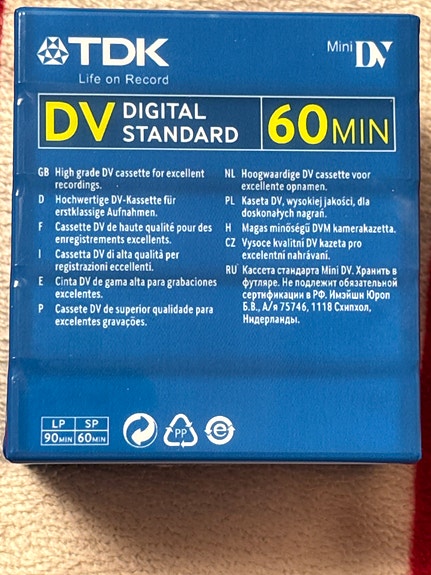 TDK
Life on Record
Mini DV
DV DIGITAL STANDARD 60MIN
GB High grade DV cassette for excellent
recordings.
D Hochwertige DV-Kassette für
erstklassige Aufnahmen.
F Cassette DV de haute qualité pour des
enregistrements excellents.
I Cassetta DV di alta qualità per
registrazioni eccellenti.
E Cinta DV de gama alta para grabaciones
excelentes.
P Cassete DV de superior qualidade para
excelentes gravações.
NL Hoogwaardige DV cassette voor
excellente opnamen.
PL Kaseta DV, wysokiej jakości, dla
doskonałych nagrań.
H Magas minőségű DVM kamerakazetta.
CZ Vysoce kvalitní DV kazeta pro
excelentní nahrávání.
RU Кассета стандарта Mini DV. Хранить в
футляре. Не подлежит обязательной
сертификации в РФ. Имэйшн Юроп
Б.В., А/я 75746, 1118 Схипхол,
Нидерланды.
LP SP
90MIN 60MIN
PP
e